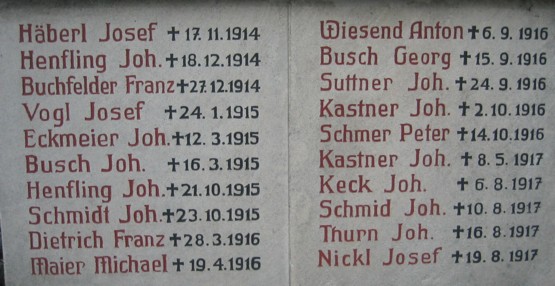 Häberl Josef ✝ 17.11.1914
Henfling Joh. ✝ 18.12.1914
Buchfelder Franz ✝ 27.12.1914
Vogl Josef ✝ 24. 1.1915
Eckmeier Joh. ✝ 12. 3.1915
Busch Joh. ✝ 16.3.1915
Henfling Joh. ✝ 21.10.1915
Schmidt Joh. ✝ 23.10.1915
Dietrich Franz ✝ 28.3.1916
Maier Michael ✝ 19.4.1916
Wiesend Anton ✝ 6. 9. 1916
Busch Georg ✝ 15. 9. 1916
Suttner Anton ✝ 24. 9. 1916
Kastner Joh. ✝ 2.10.1916
Schmer Peter ✝ 14.10.1916
Kastner Joh. ✝ 8. 5. 1917
Keck Joh. ✝ 6. 8. 1917
Schmid Joh. ✝ 10. 8. 1917
Thurn Joh. ✝ 16. 8. 1917
Nickl Josef ✝ 19. 8. 1917